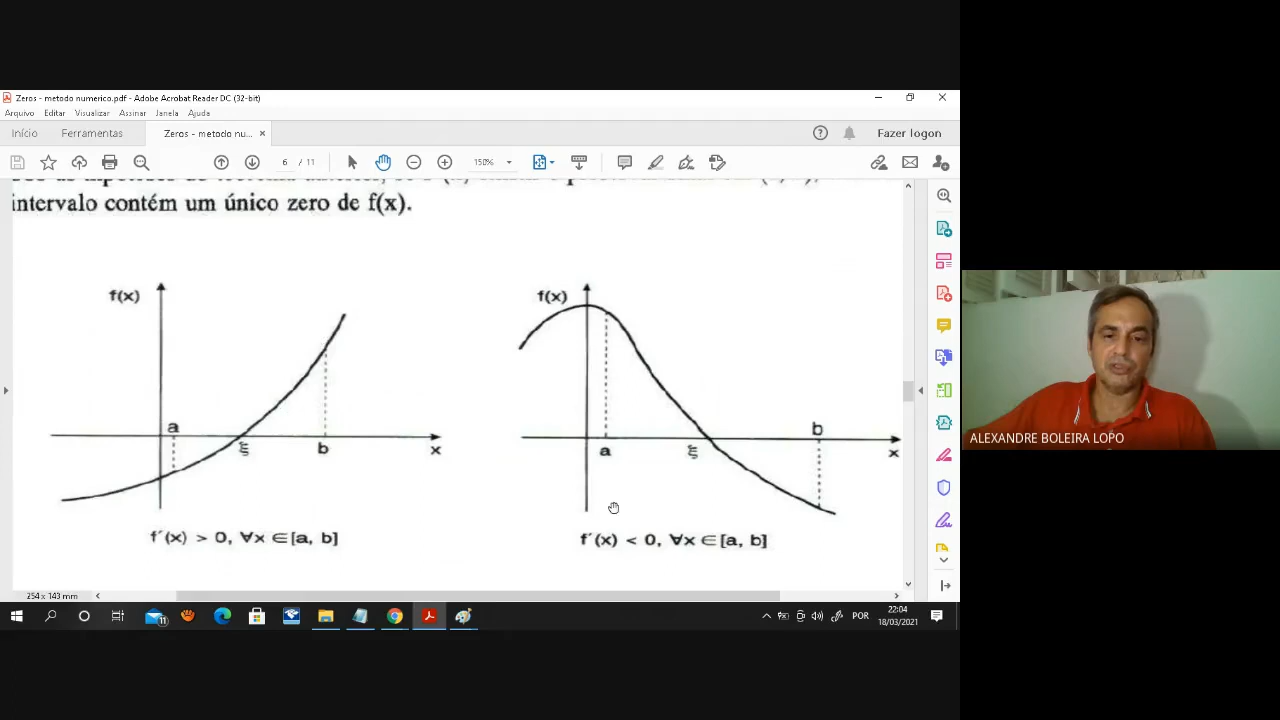 Zeros - metodo numerico.pdf - Adobe Acrobat Reader DC (32-bit)
Arquivo Editar Visualizar Assinar Janela Ajuda
Início Ferramentas Zeros - metodo nu... × Fazer logon
6 / 11 150%
intervalo contém um único zero de f(x).
f(x) a ξ b x
f´(x) > 0, ∀x ∈ [a, b]
f(x) a ξ b x
f´(x) < 0, ∀x ∈ [a, b]
ALEXANDRE BOLEIRA LOPO
254 x 143 mm
11
POR
22:04
18/03/2021